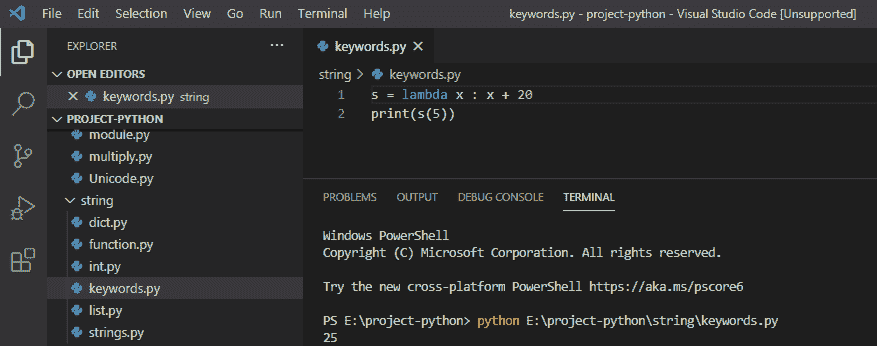 File Edit Selection View Go Run Terminal Help keywords.py - project-python - Visual Studio Code [Unsupported]
EXPLORER ...
OPEN EDITORS
keywords.py string
PROJECT-PYTHON
module.py
multiply.py
Unicode.py
string
dict.py
function.py
int.py
keywords.py
list.py
strings.py
keywords.py
string > keywords.py
1 s = lambda x : x + 20
2 print(s(5))
PROBLEMS OUTPUT DEBUG CONSOLE TERMINAL
Windows PowerShell
Copyright (C) Microsoft Corporation. All rights reserved.
Try the new cross-platform PowerShell https://aka.ms/pscore6
PS E:\project-python> python E:\project-python\string\keywords.py
25